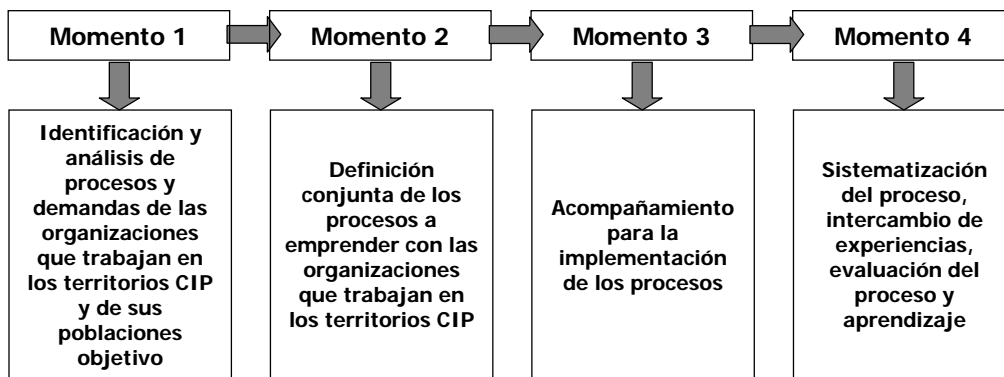 Momento 1
Momento 2
Momento 3
Momento 4
Identificación y
análisis de
procesos y
demandas de las
organizaciones
que trabajan en
los territorios CIP
y de sus
poblaciones
objetivo
Definición
conjunta de los
procesos a
emprender con las
organizaciones
que trabajan en
los territorios CIP
Acompañamiento
para la
implementación
de los procesos
Sistematización
del proceso,
intercambio de
experiencias,
evaluación del
proceso y
aprendizaje